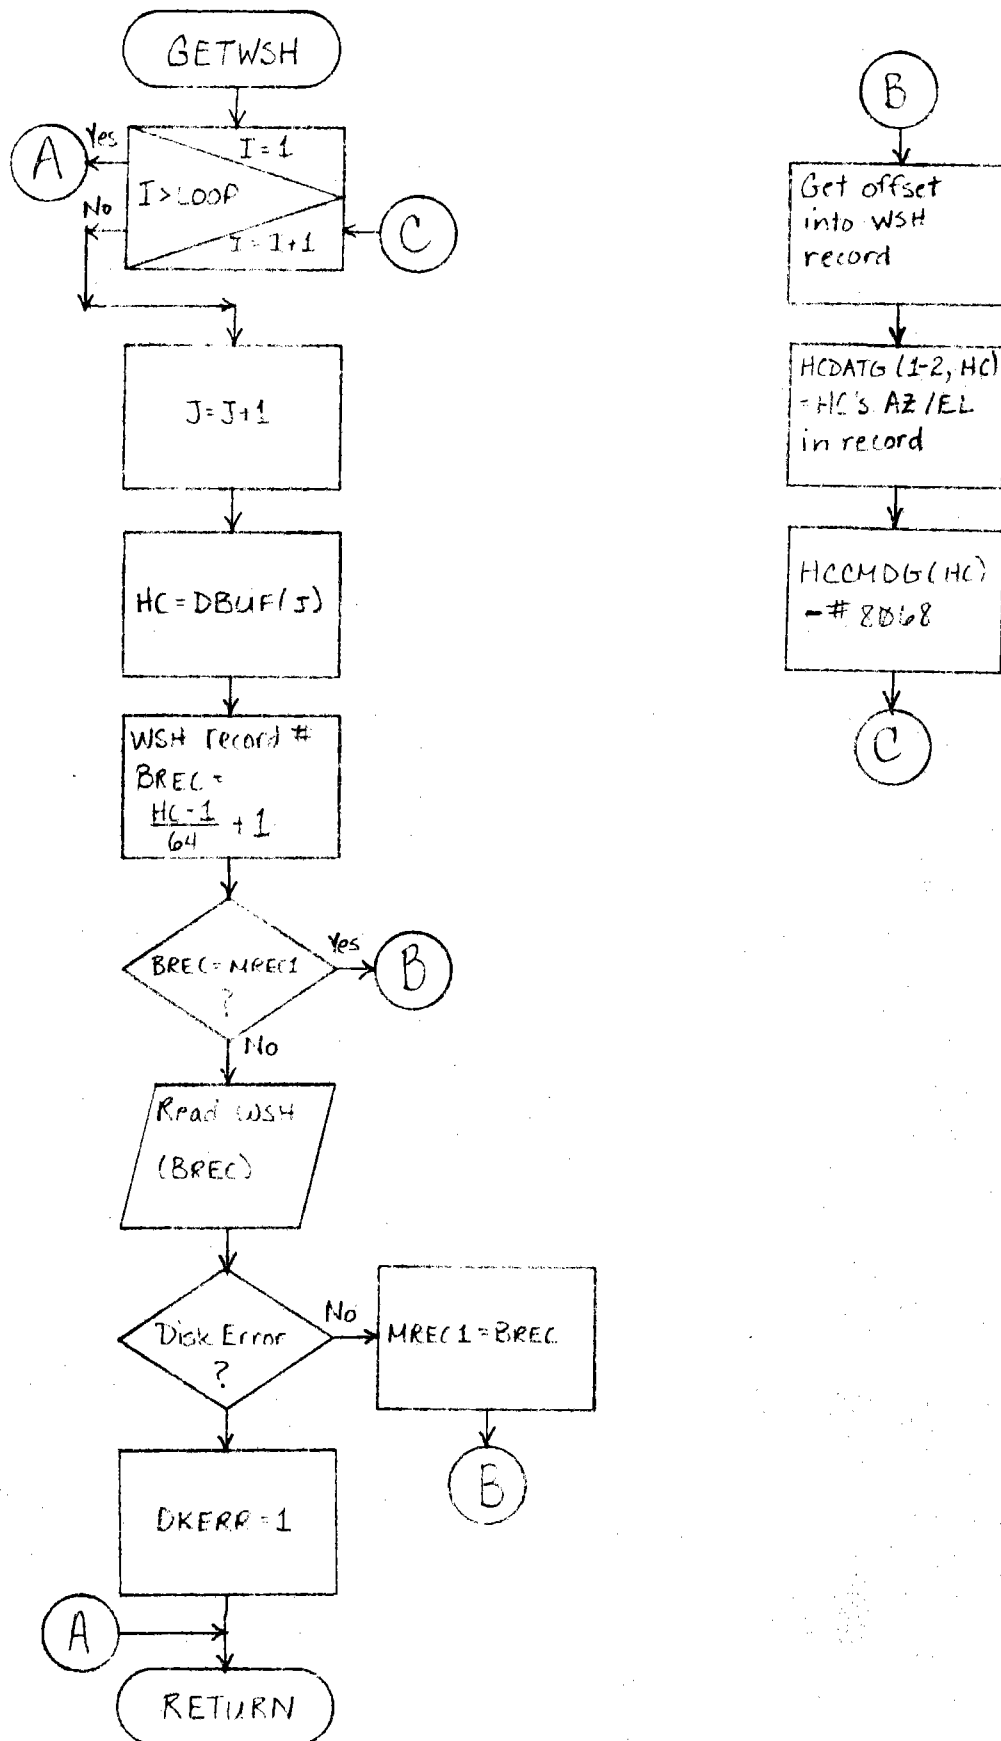 GETWSH
A
Yes
I=1
I>LOOP
No
I=I+1
C
J=J+1
HC=DBUF(J)
WSH record #
BREC=
HC-1
64
+ 1
BREC=MREC1
?
Yes
B
No
Read WSH
(BREC)
Disk Error
?
No
MREC1=BREC
B
DKERR=1
A
RETURN
B
Get offset
into WSH
record
HCDATG(1-2, HC)
=HC's AZ/EL
in record
HCCMDG(HC)
=#8068
C